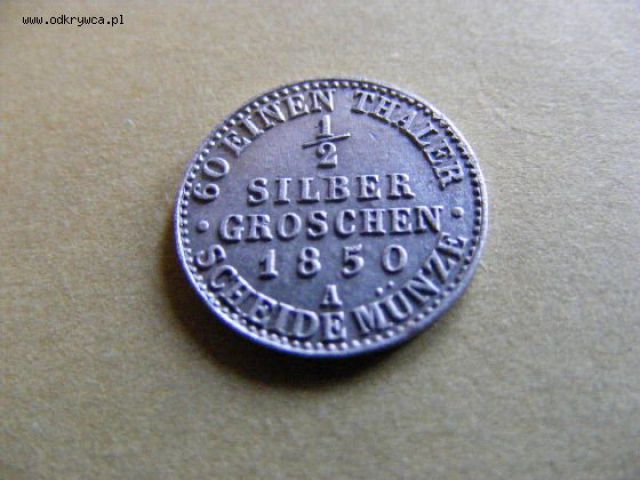 www.odkrywca.pl
60 EINEN THALER
1/2
SILBER
GROSCHEN
1850
A
SCHEIDE MÜNZE